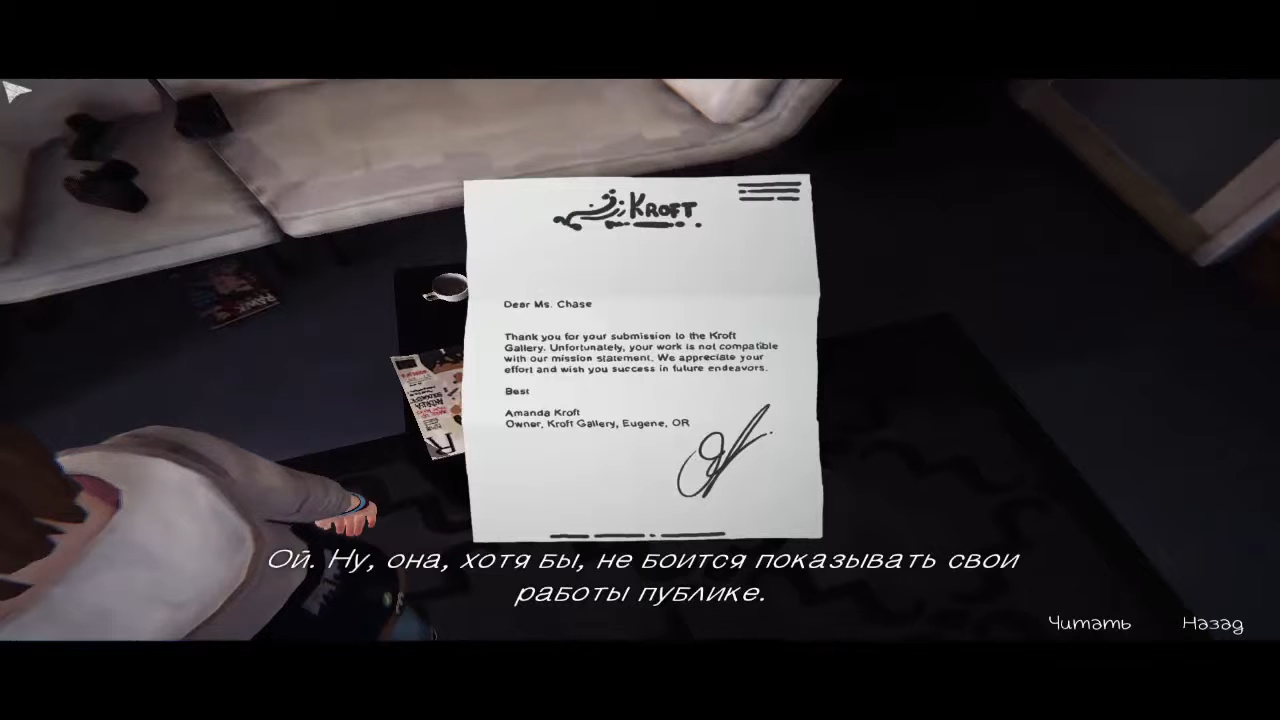 KROFT
Dear Ms. Chase
Thank you for your submission to the Kroft
Gallery. Unfortunately, your work is not compatible
with our mission statement. We appreciate your
effort and wish you success in future endeavors.
Best
Amanda Kroft
Owner, Kroft Gallery, Eugene, OR
Ой. Ну, она, хотя бы, не боится показывать свои
работы публике.
Читать Назад